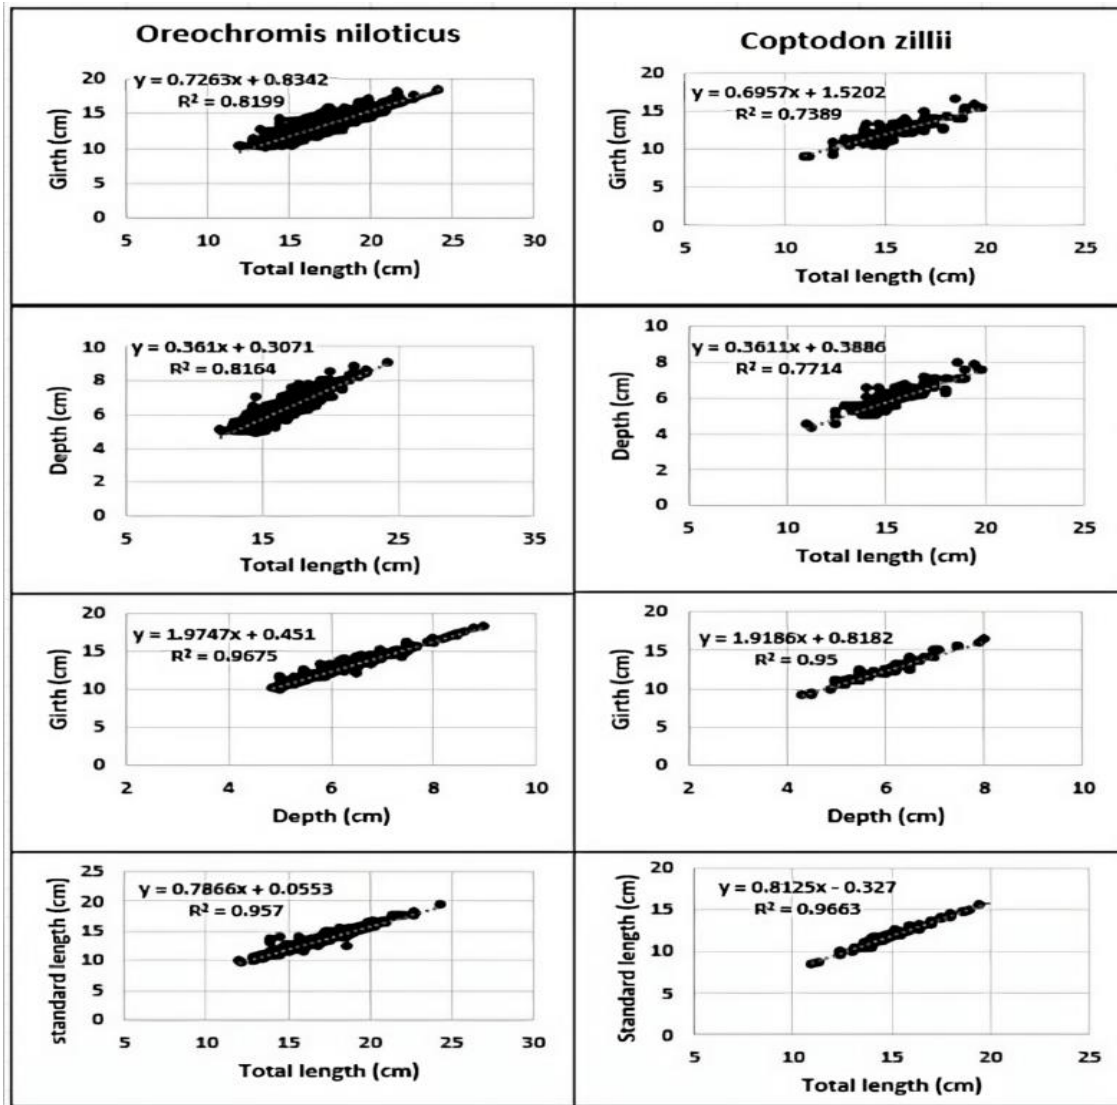 Oreochromis niloticus
y = 0.7263x + 0.8342
R² = 0.8199
Girth (cm)
20
15
10
5
0
5 10 15 20 25 30
Total length (cm)
Coptodon zillii
y = 0.6957x + 1.5202
R² = 0.7389
Girth (cm)
20
15
10
5
0
5 10 15 20 25
Total length (cm)
y = 0.361x + 0.3071
R² = 0.8164
Depth (cm)
10
8
6
4
2
0
5 15 25 35
Total length (cm)
y = 0.3611x + 0.3886
R² = 0.7714
Depth (cm)
10
8
6
4
2
0
5 10 15 20 25
Total length (cm)
y = 1.9747x + 0.451
R² = 0.9675
Girth (cm)
20
15
10
5
0
2 4 6 8 10
Depth (cm)
y = 1.9186x + 0.8182
R² = 0.95
Girth (cm)
20
15
10
5
0
2 4 6 8 10
Depth (cm)
y = 0.7866x + 0.0553
R² = 0.957
standard length (cm)
25
20
15
10
5
0
5 10 15 20 25 30
Total length (cm)
y = 0.8125x - 0.327
R² = 0.9663
Standard length (cm)
20
15
10
5
0
5 10 15 20 25
Total length (cm)